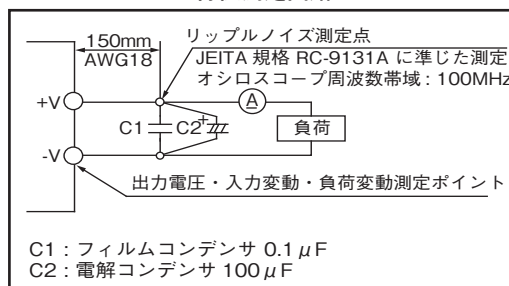 150mm
AWG18
リップルノイズ測定点
JEITA 規格 RC-9131A に準じた測定
オシロスコープ周波数帯域 : 100MHz
+V
A
C1
C2
+
負荷
-V
出力電圧・入力変動・負荷変動測定ポイント
C1 : フィルムコンデンサ 0.1μF
C2 : 電解コンデンサ 100μF